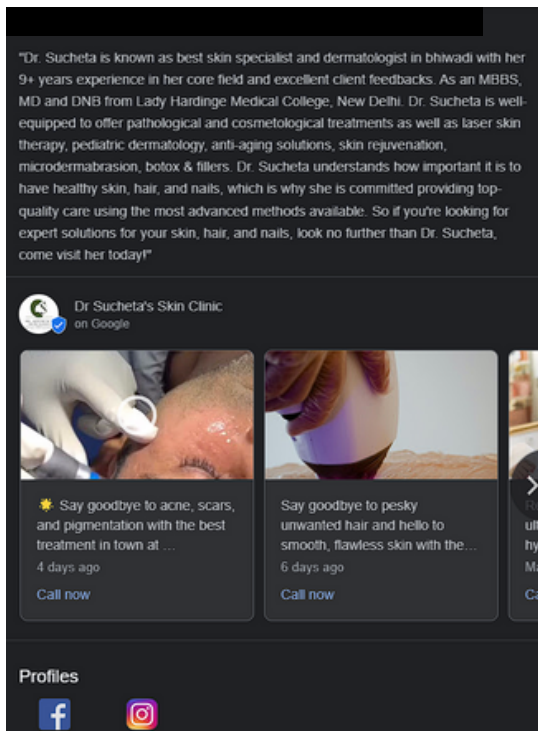 "Dr. Sucheta is known as best skin specialist and dermatologist in bhiwadi with her
9+ years experience in her core field and excellent client feedbacks. As an MBBS,
MD and DNB from Lady Hardinge Medical College, New Delhi. Dr. Sucheta is well-
equipped to offer pathological and cosmetological treatments as well as laser skin
therapy, pediatric dermatology, anti-aging solutions, skin rejuvenation,
microdermabrasion, botox & fillers. Dr. Sucheta understands how important it is to
have healthy skin, hair, and nails, which is why she is committed providing top-
quality care using the most advanced methods available. So if you're looking for
expert solutions for your skin, hair, and nails, look no further than Dr. Sucheta,
come visit her today!"
Dr Sucheta's Skin Clinic
on Google
🌟 Say goodbye to acne, scars,
and pigmentation with the best
treatment in town at ...
4 days ago
Call now
Say goodbye to pesky
unwanted hair and hello to
smooth, flawless skin with the...
6 days ago
Call now
Profiles